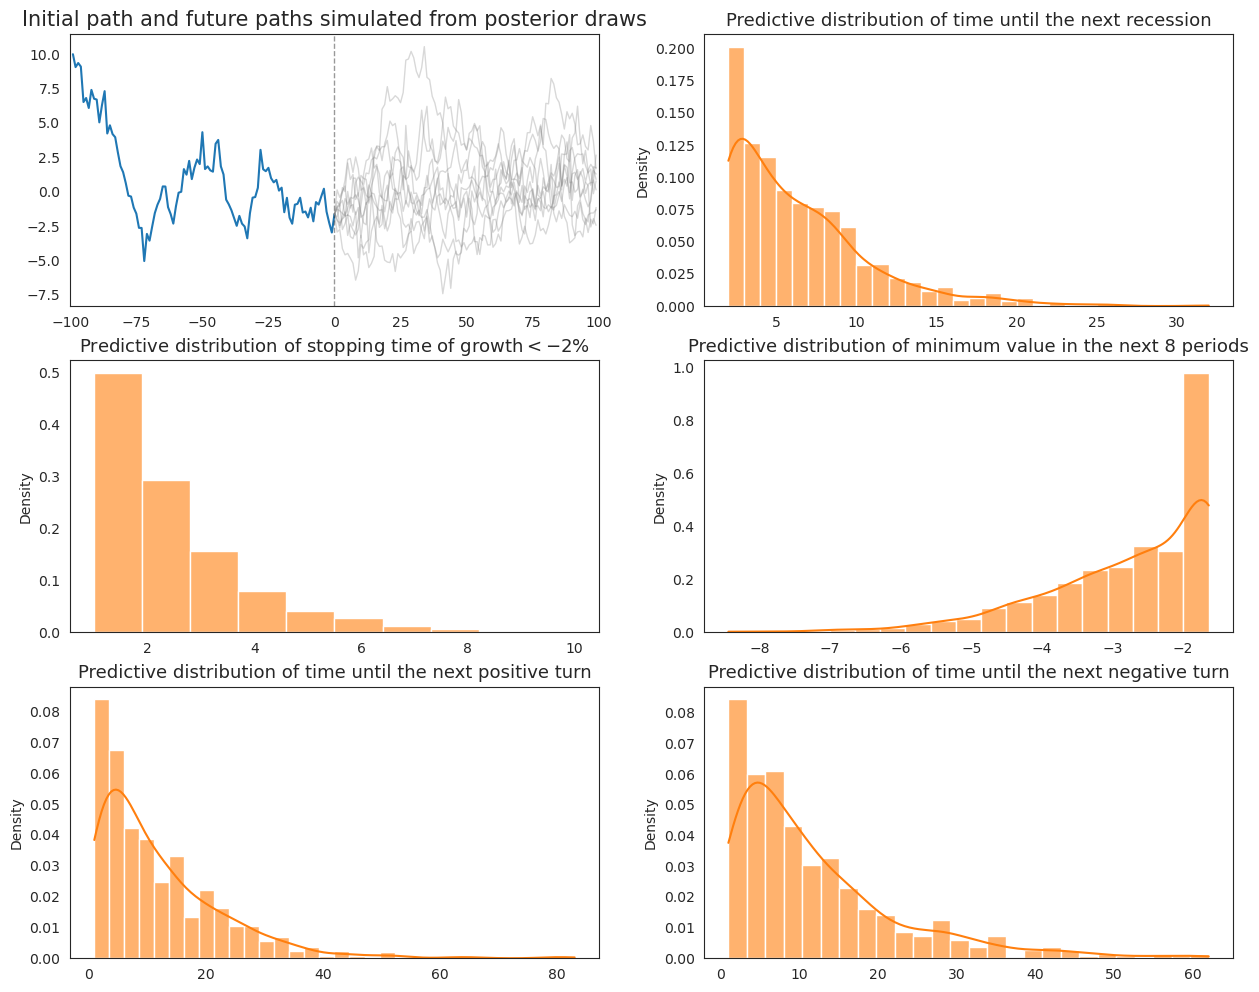 Initial path and future paths simulated from posterior draws
10.0
7.5
5.0
2.5
0.0
−2.5
−5.0
−7.5
−100 −75 −50 −25 0 25 50 75 100
Predictive distribution of time until the next recession
Density
0.200
0.175
0.150
0.125
0.100
0.075
0.050
0.025
0.000
5 10 15 20 25 30
Predictive distribution of stopping time of growth < −2%
Density
0.5
0.4
0.3
0.2
0.1
0.0
2 4 6 8 10
Predictive distribution of minimum value in the next 8 periods
Density
1.0
0.8
0.6
0.4
0.2
0.0
−8 −7 −6 −5 −4 −3 −2
Predictive distribution of time until the next positive turn
Density
0.08
0.07
0.06
0.05
0.04
0.03
0.02
0.01
0.00
0 20 40 60 80
Predictive distribution of time until the next negative turn
Density
0.08
0.07
0.06
0.05
0.04
0.03
0.02
0.01
0.00
0 10 20 30 40 50 60